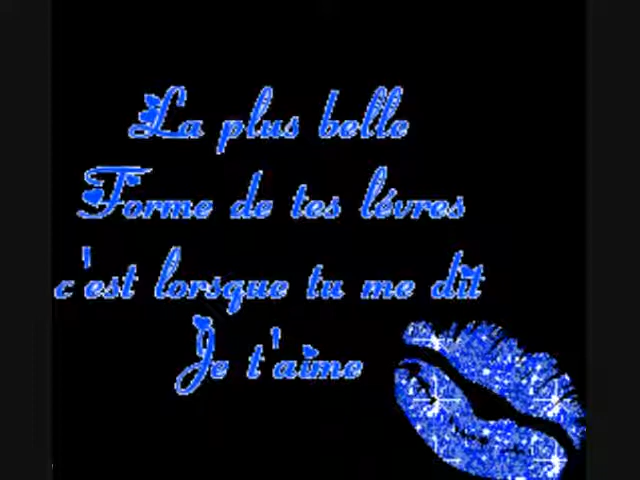 La plus belle
Forme de tes lévres
c'est lorsque tu me dit
Je t'aime